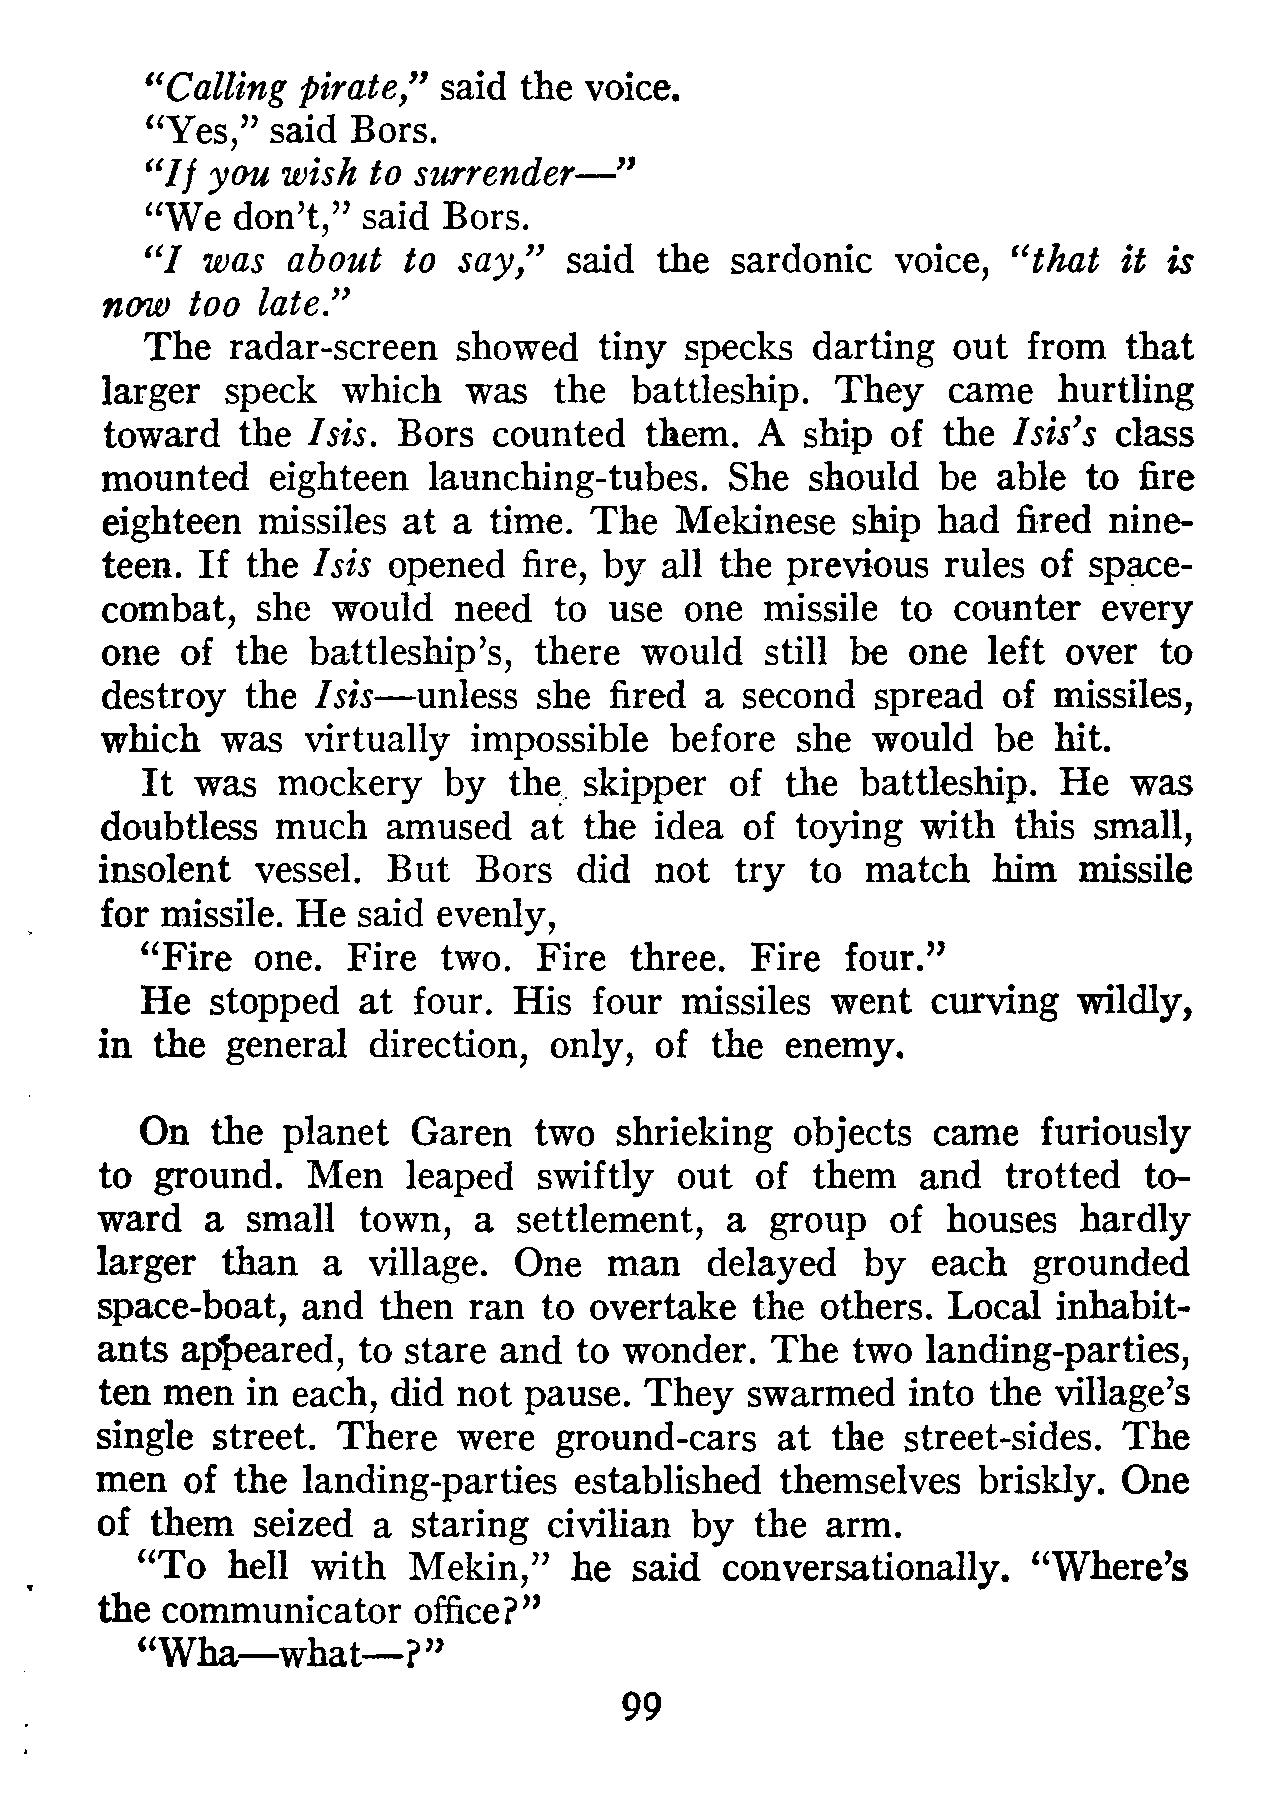 "Calling pirate," said the voice.
"Yes," said Bors.
"If you wish to surrender—"
"We don't," said Bors.
"I was about to say," said the sardonic voice, "that it is
now too late."
The radar-screen showed tiny specks darting out from that
larger speck which was the battleship. They came hurtling
toward the Isis. Bors counted them. A ship of the Isis's class
mounted eighteen launching-tubes. She should be able to fire
eighteen missiles at a time. The Mekinese ship had fired nine-
teen. If the Isis opened fire, by all the previous rules of space-
combat, she would need to use one missile to counter every
one of the battleship's, there would still be one left over to
destroy the Isis—unless she fired a second spread of missiles,
which was virtually impossible before she would be hit.
It was mockery by the skipper of the battleship. He was
doubtless much amused at the idea of toying with this small,
insolent vessel. But Bors did not try to match him missile
for missile. He said evenly,
"Fire one. Fire two. Fire three. Fire four."
He stopped at four. His four missiles went curving wildly,
in the general direction, only, of the enemy.
On the planet Garen two shrieking objects came furiously
to ground. Men leaped swiftly out of them and trotted to-
ward a small town, a settlement, a group of houses hardly
larger than a village. One man delayed by each grounded
space-boat, and then ran to overtake the others. Local inhabit-
ants appeared, to stare and to wonder. The two landing-parties,
ten men in each, did not pause. They swarmed into the village's
single street. There were ground-cars at the street-sides. The
men of the landing-parties established themselves briskly. One
of them seized a staring civilian by the arm.
"To hell with Mekin," he said conversationally. "Where's
the communicator office?"
"Wha—what—?"
99